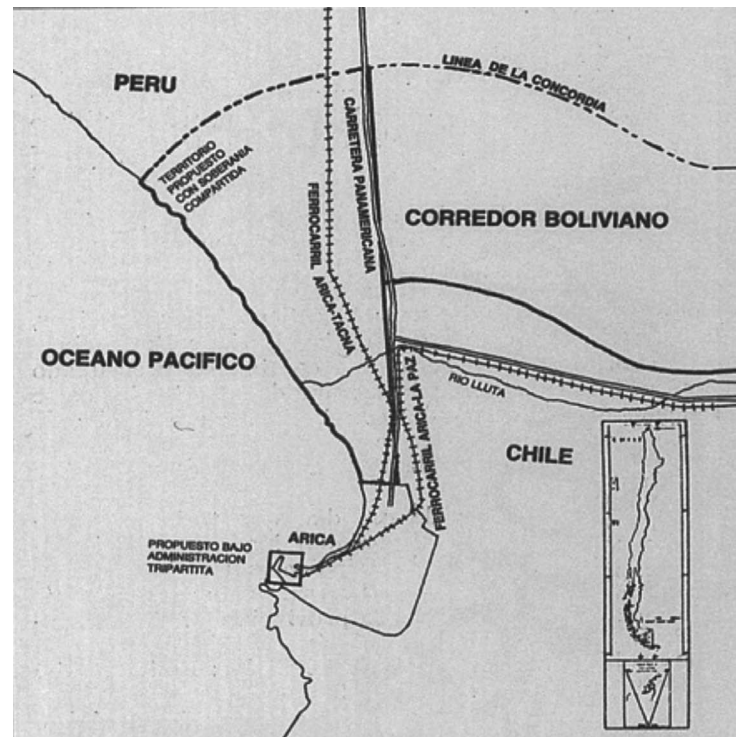 PERU
LINEA DE LA CONCORDIA
TERRITORIO
PROPUESTO
CON SOBERANIA
COMPARTIDA
CARRETERA PANAMERICANA
FERROCARRIL ARICA-TACNA
CORREDOR BOLIVIANO
OCEANO PACIFICO
RIO LLUTA
FERROCARRIL ARICA-LA PAZ
CHILE
ARICA
PROPUESTO BAJO
ADMINISTRACION
TRIPARTITA